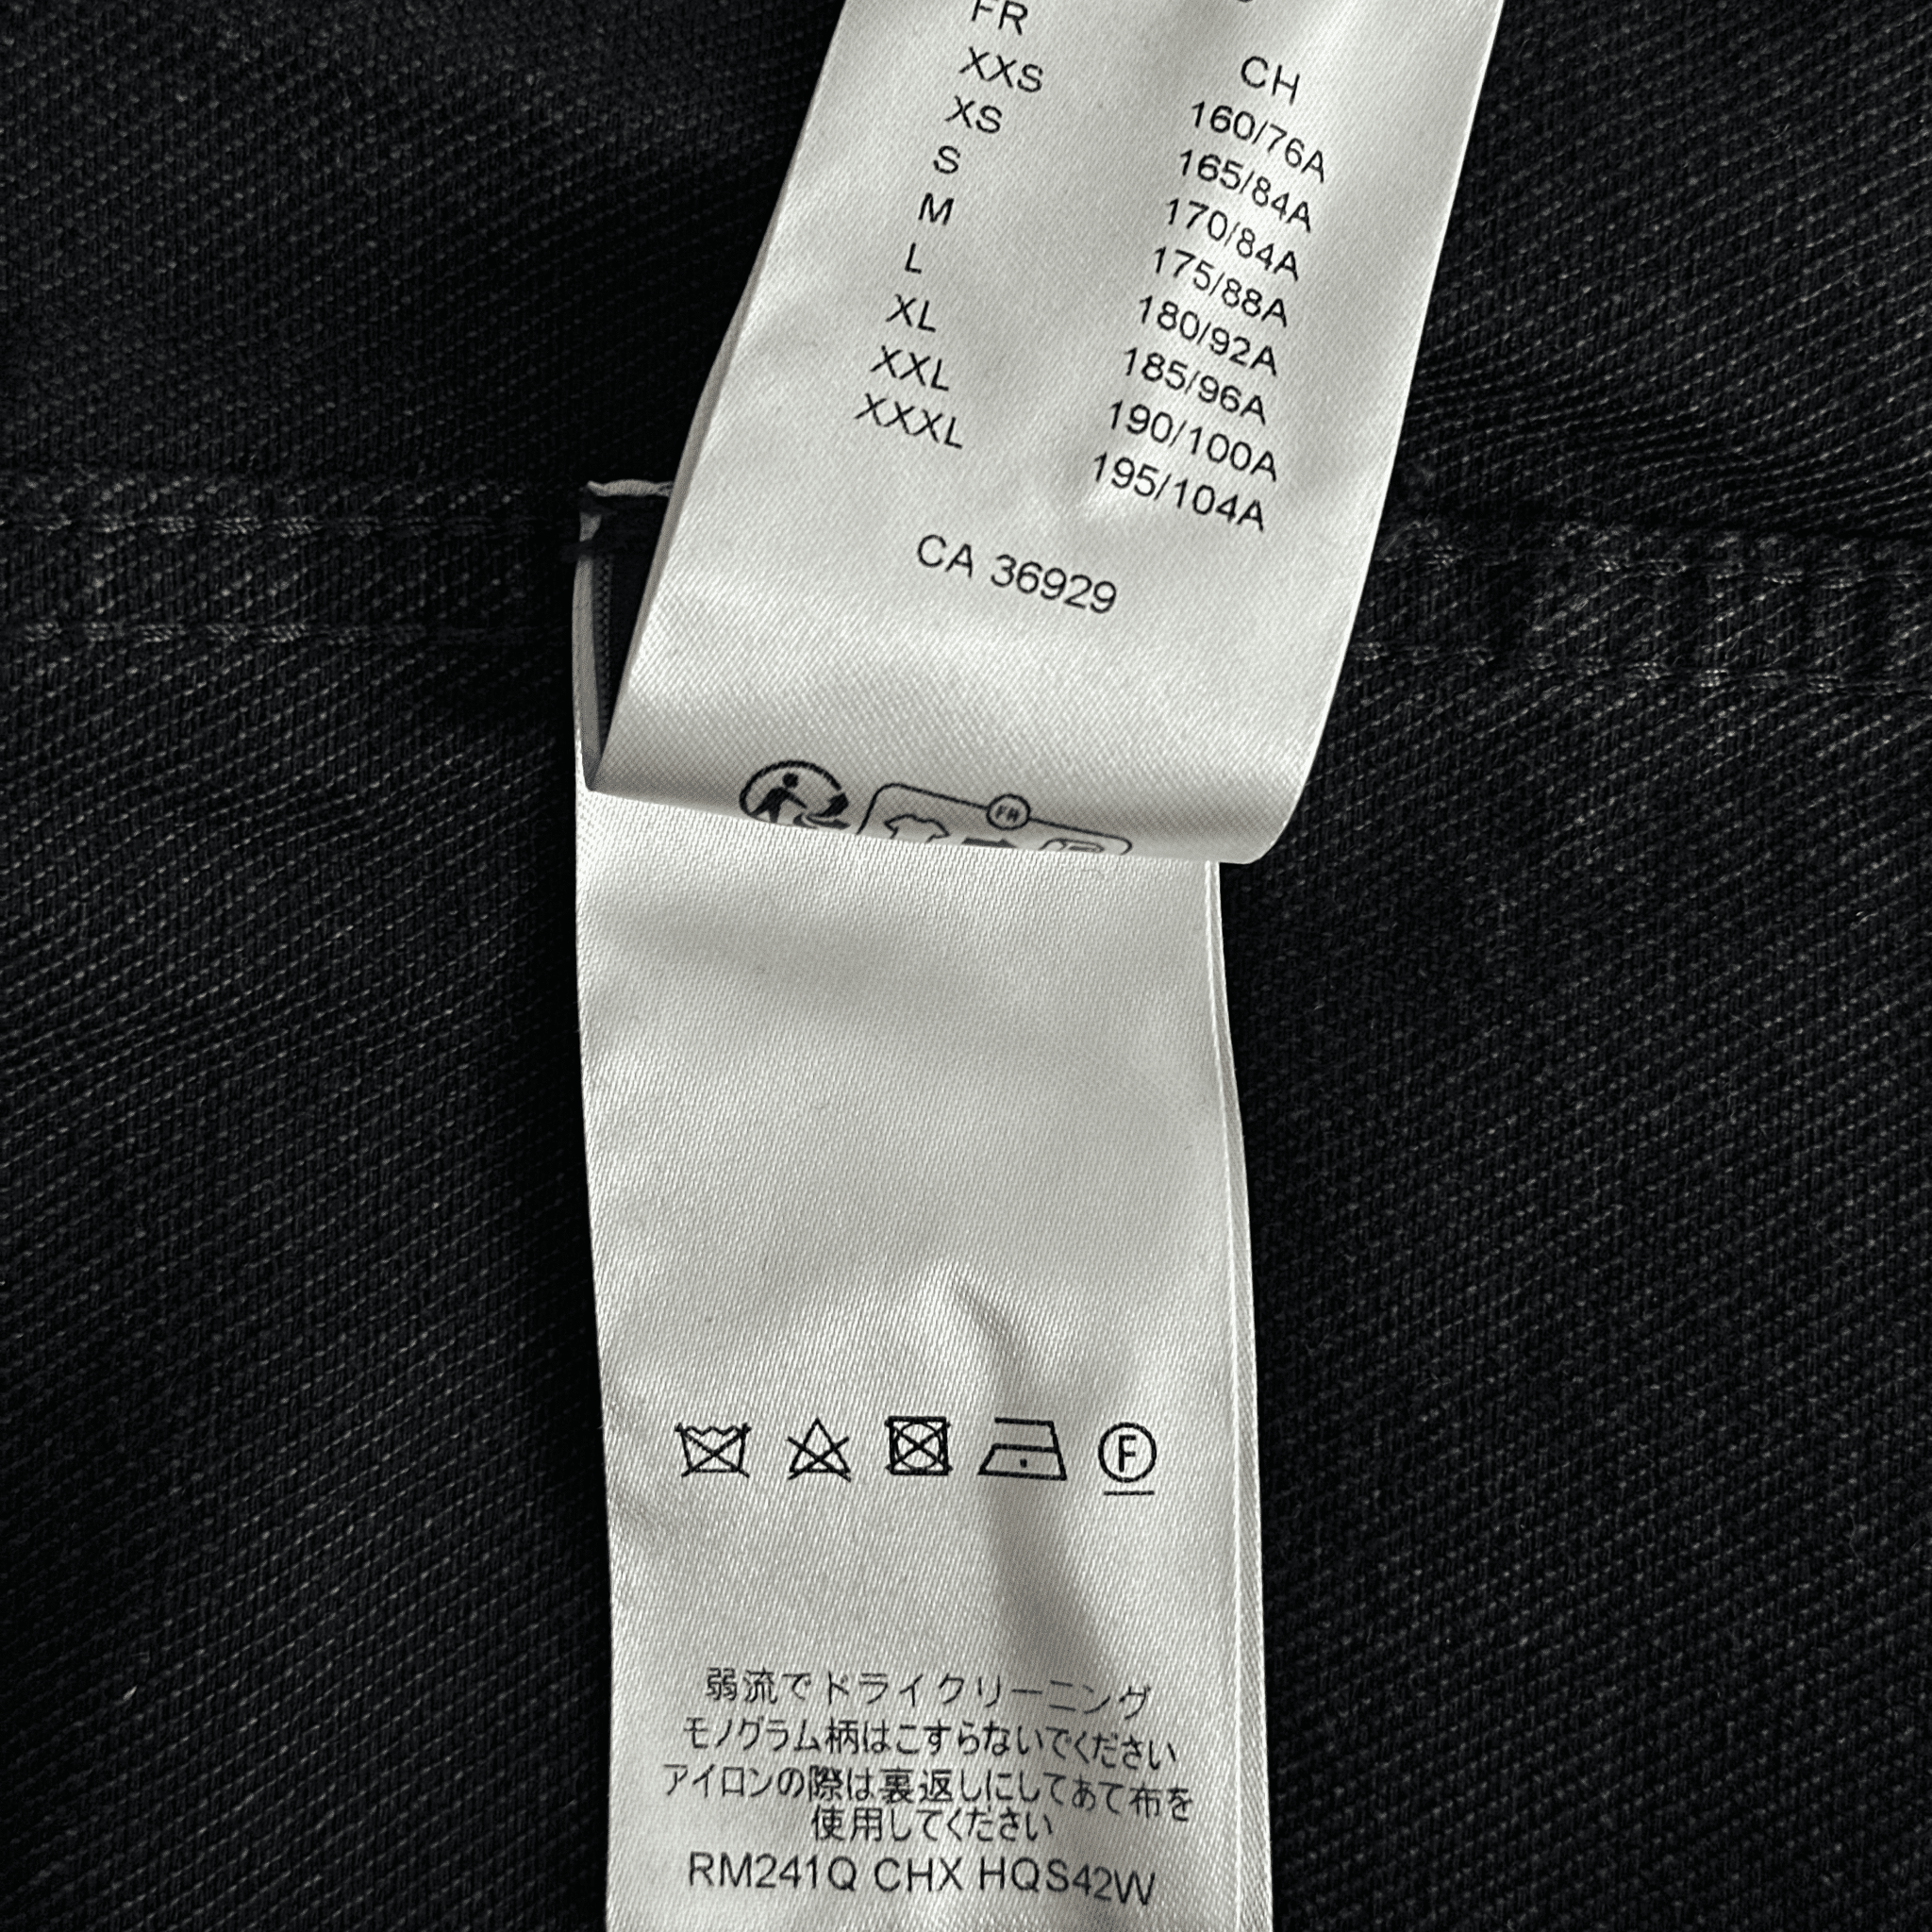 FR CH
XXS 160/76A
XS 165/84A
S 170/84A
M 175/88A
L 180/92A
XL 185/96A
XXL 190/100A
XXXL 195/104A
CA 36929
FR
F
弱流でドライクリーニング
モノグラム柄はこすらないでください
アイロンの際は裏返しにしてあて布を
使用してください
RM241Q CHX HQS42W